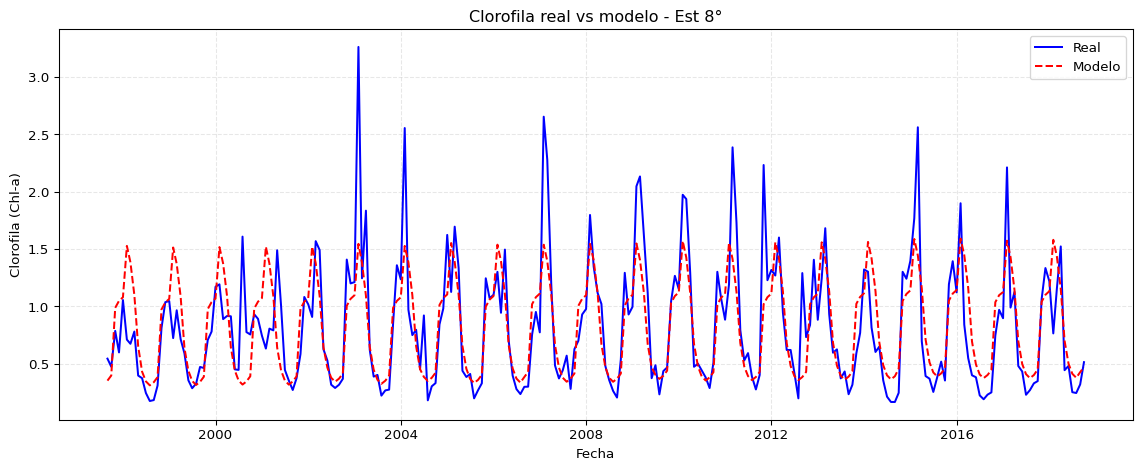 Clorofila real vs modelo - Est 8°
Real
Modelo
Clorofila (Chl-a)
3.0
2.5
2.0
1.5
1.0
0.5
2000
2004
2008
2012
2016
Fecha